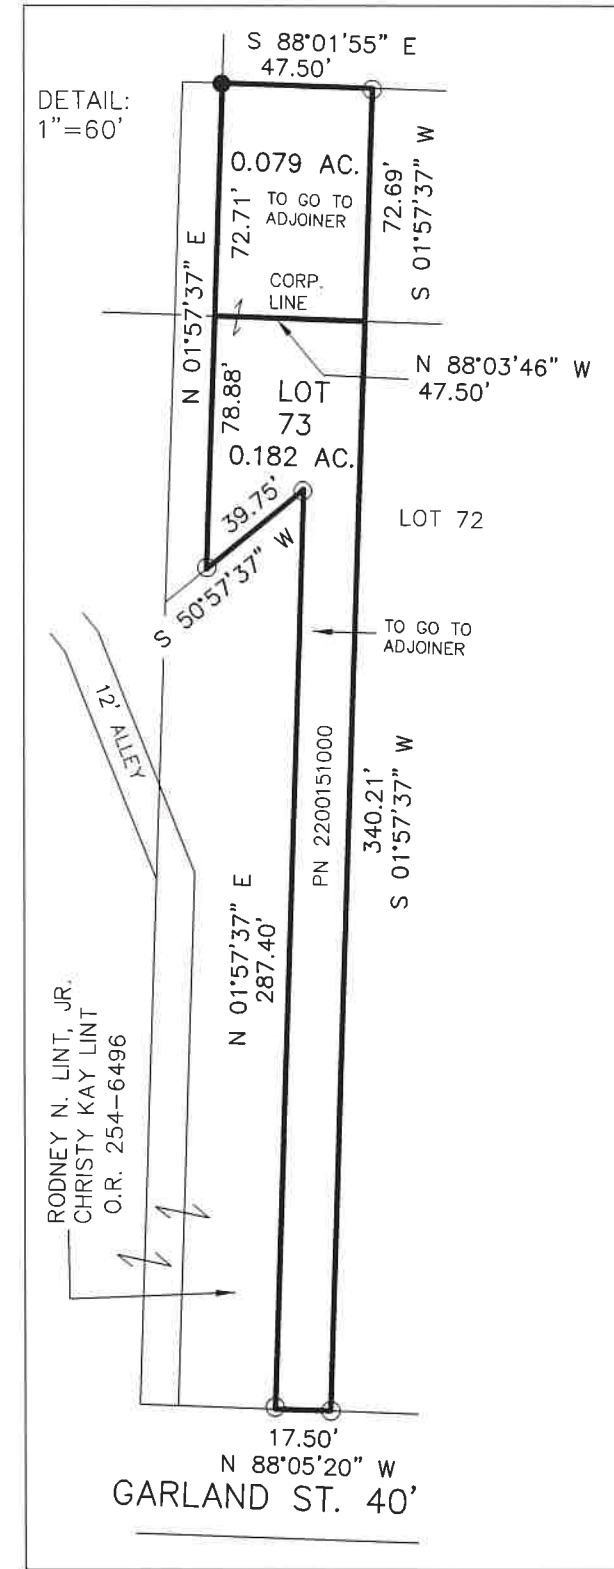 S 88°01'55" E
47.50'
DETAIL:
1"=60'
0.079 AC.
TO GO TO
ADJOINER
72.71'
72.69'
S 01°57'37" W
N 01°57'37" E
CORP.
LINE
N 88°03'46" W
47.50'
78.88'
LOT
73
0.182 AC.
39.75'
S 50°57'37" W
LOT 72
TO GO TO
ADJOINER
12' ALLEY
PN 2200151000
340.21'
S 01°57'37" W
N 01°57'37" E
287.40'
RODNEY N. LINT, JR.
CHRISTY KAY LINT
O.R. 254-6496
17.50'
N 88°05'20" W
GARLAND ST. 40'